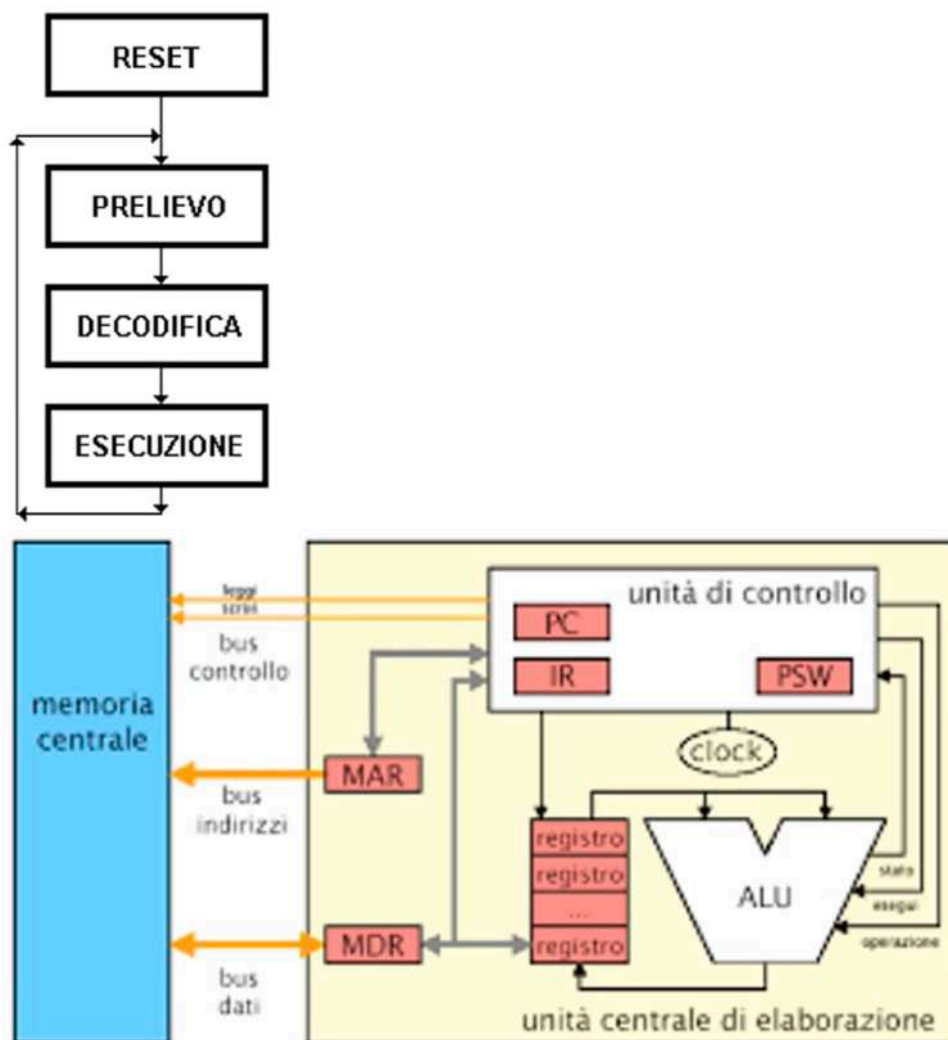 RESET
PRELIEVO
DECODIFICA
ESECUZIONE
leggi
scrivi
bus
controllo
unità di controllo
PC
IR
PSW
memoria
centrale
clock
MAR
bus
indirizzi
registro
registro
...
registro
ALU
stato
esegui
operazione
MDR
bus
dati
unità centrale di elaborazione